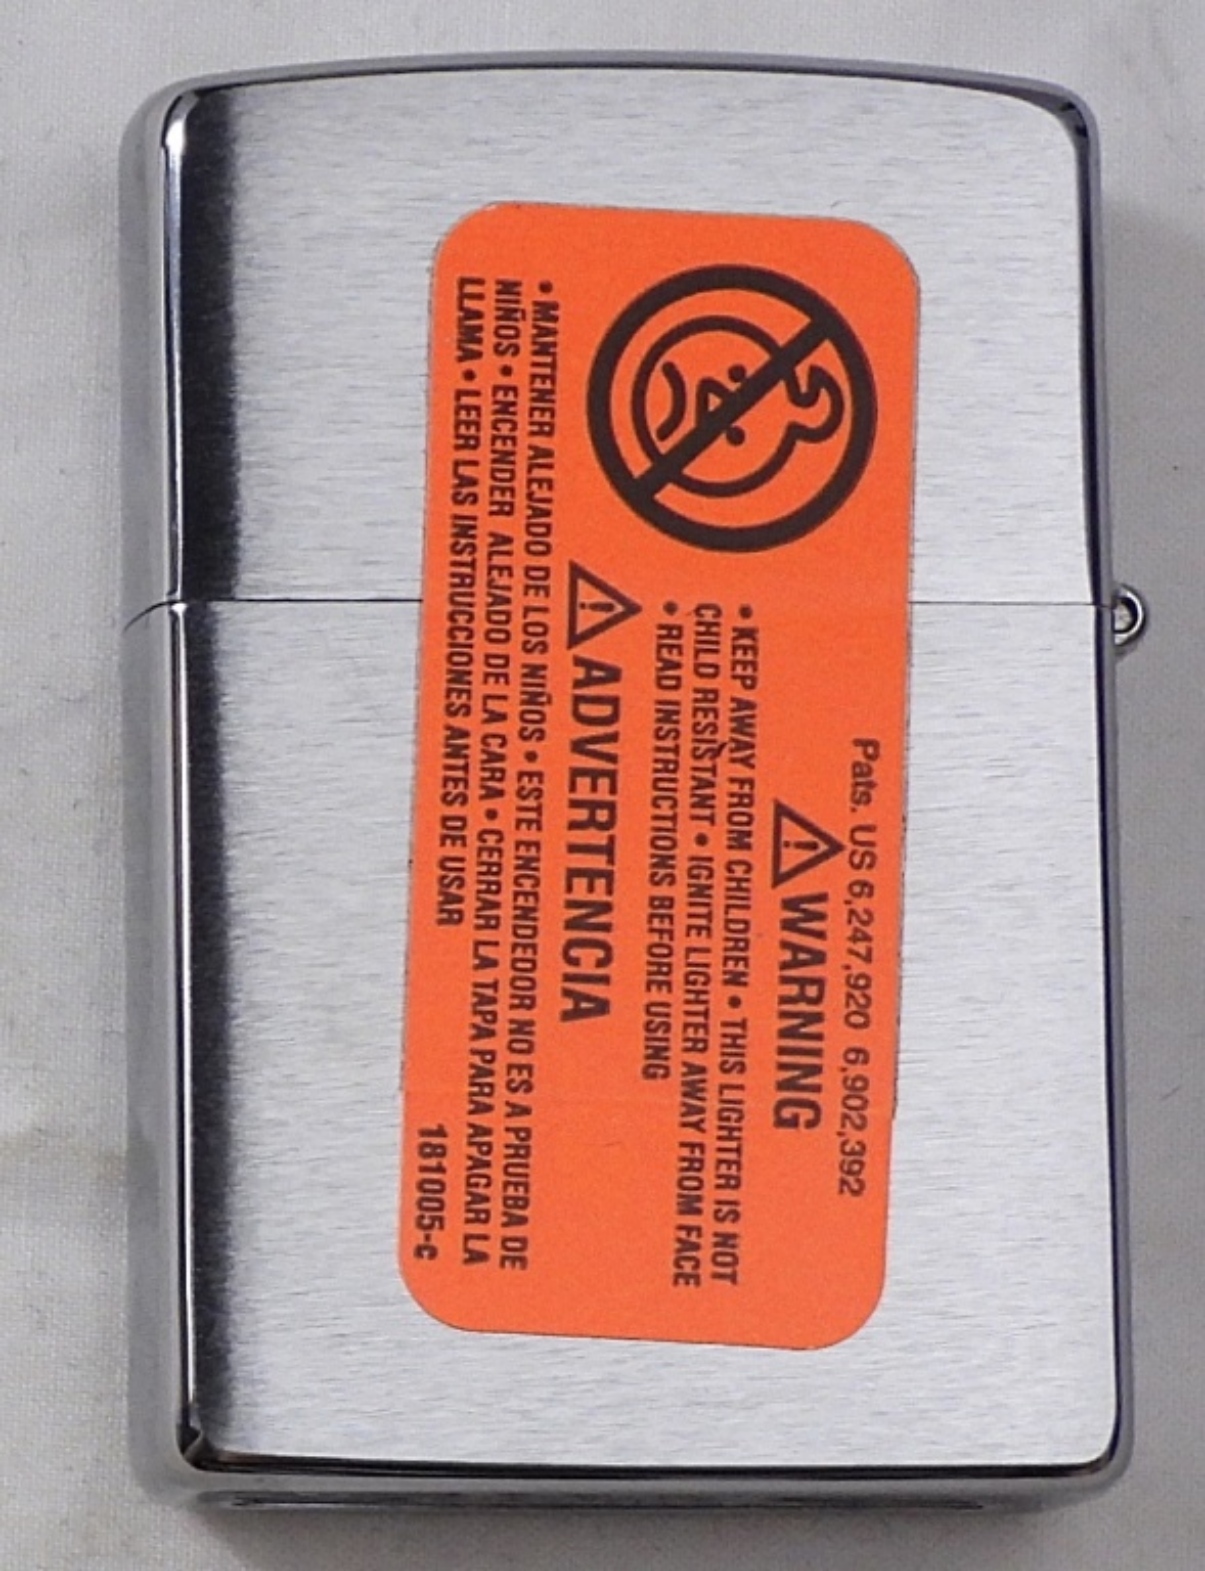 Pats. US 6,247,920 6,902,392
WARNING
• KEEP AWAY FROM CHILDREN • THIS LIGHTER IS NOT
CHILD RESISTANT • IGNITE LIGHTER AWAY FROM FACE
• READ INSTRUCTIONS BEFORE USING
ADVERTENCIA
• MANTENER ALEJADO DE LOS NIÑOS • ESTE ENCENDEDOR NO ES A PRUEBA DE
NIÑOS • ENCENDER ALEJADO DE LA CARA • CERRAR LA TAPA PARA APAGAR LA
LLAMA • LEER LAS INSTRUCCIONES ANTES DE USAR
181005-c